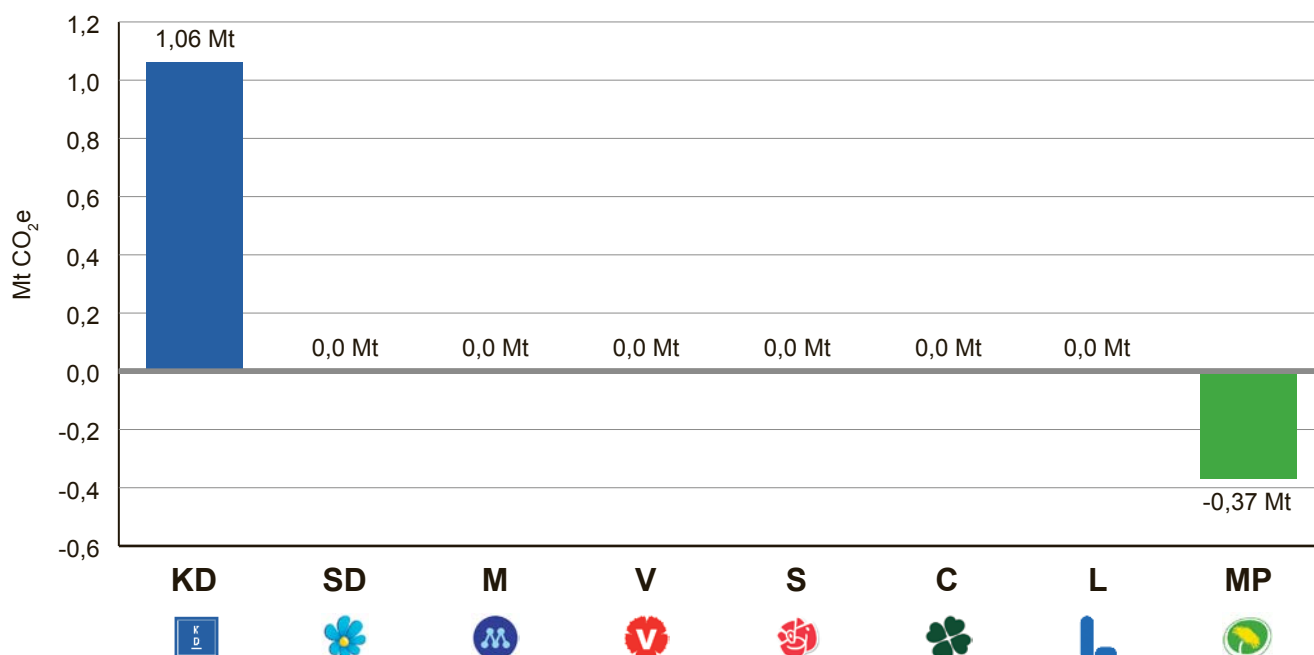 1,2
1,06 Mt
1,0
0,8
0,6
Mt CO₂e
0,4
0,2
0,0 Mt 0,0 Mt 0,0 Mt 0,0 Mt 0,0 Mt 0,0 Mt
0,0
-0,2
-0,4
-0,37 Mt
-0,6
KD SD M V S C L MP
K
D
V